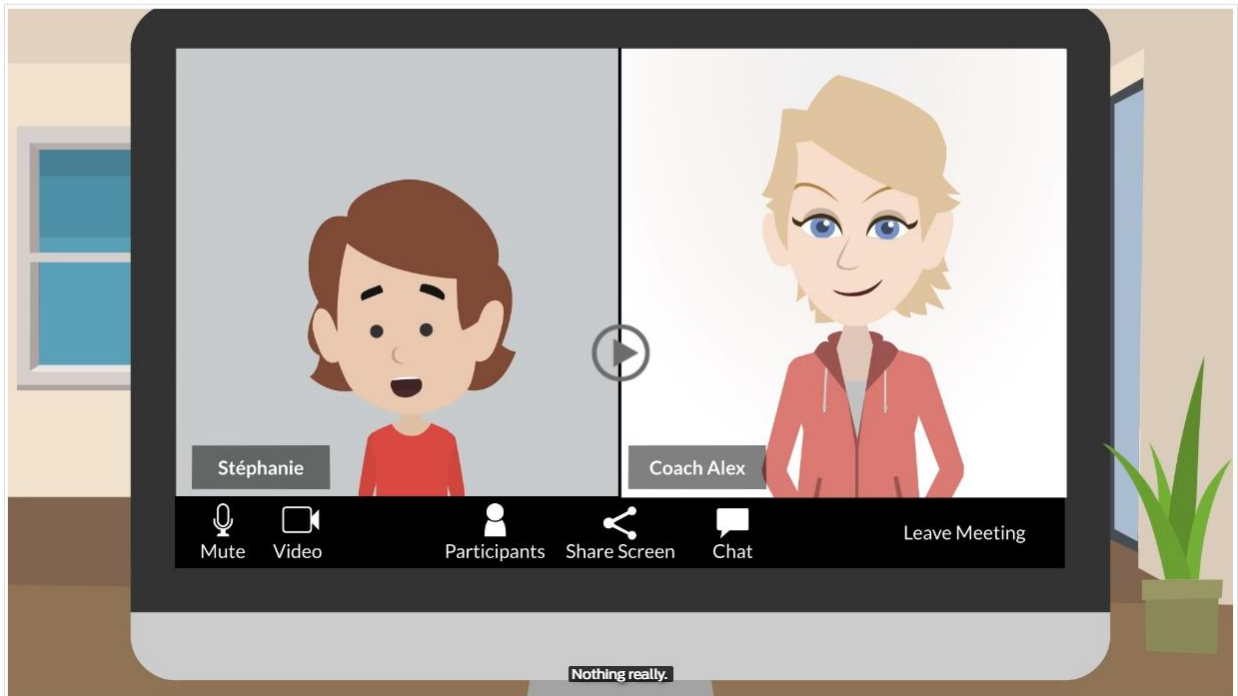 Stéphanie
Coach Alex
Mute
Video
Participants
Share Screen
Chat
Leave Meeting
Nothing really.